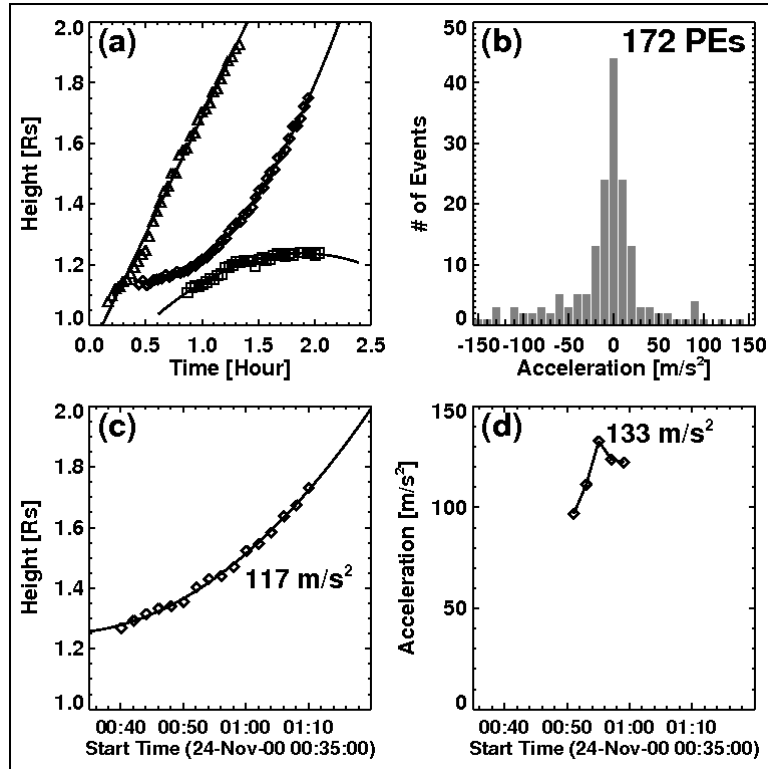 (a)
2.0
1.8
1.6
1.4
1.2
1.0
Height [Rs]
0.0 0.5 1.0 1.5 2.0 2.5
Time [Hour]
(b)
172 PEs
50
40
30
20
10
0
# of Events
-150 -100 -50 0 50 100 150
Acceleration [m/s²]
(c)
2.0
1.8
1.6
1.4
1.2
1.0
Height [Rs]
117 m/s²
00:40 00:50 01:00 01:10
Start Time (24-Nov-00 00:35:00)
(d)
133 m/s²
150
100
50
0
Acceleration [m/s²]
00:40 00:50 01:00 01:10
Start Time (24-Nov-00 00:35:00)